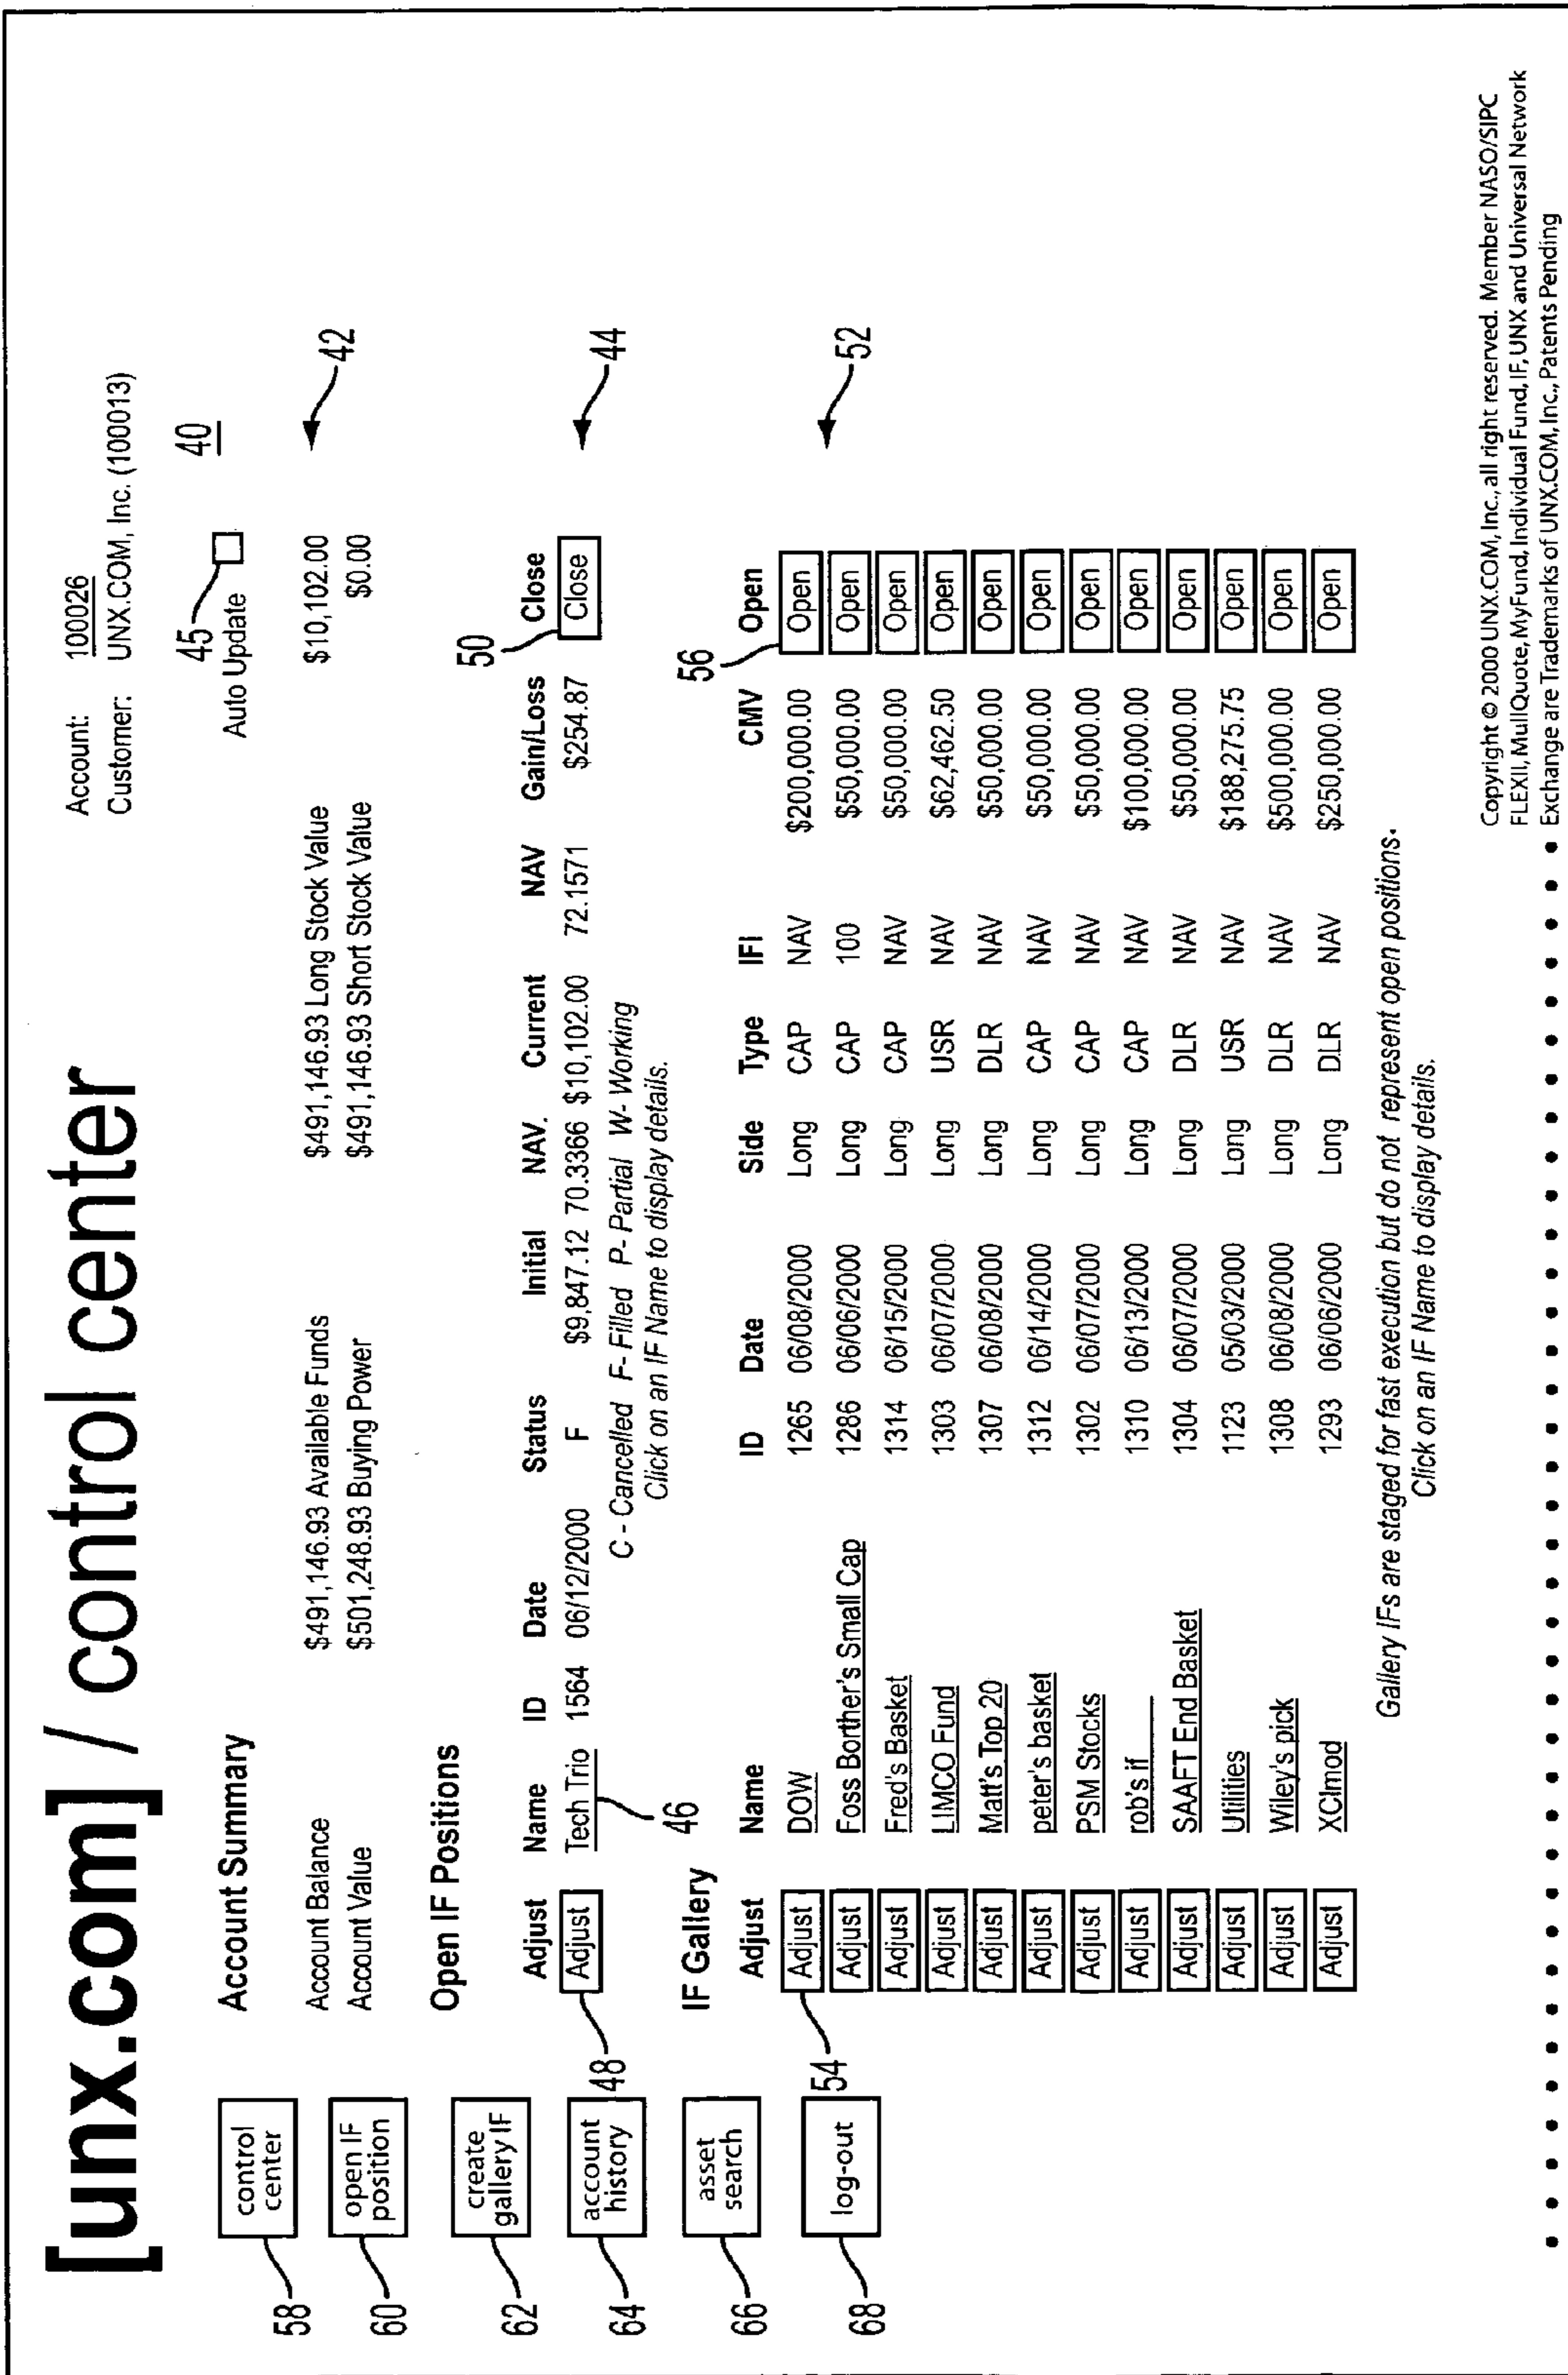 [unx.com] / control center
Account: 100026
Customer: UNX.COM, Inc. (100013)
45
Auto Update
40
Account Summary
Account Balance $491,146.93 Available Funds $491,146.93 Long Stock Value $10,102.00
Account Value $501,248.93 Buying Power $491,146.93 Short Stock Value $0.00
42
Open IF Positions
50
Adjust Name ID Date Status Initial NAV. Current NAV Gain/Loss Close
Adjust Tech Trio 1564 06/12/2000 F $9,847.12 70.3366 $10,102.00 72.1571 $254.87 Close
44
48
46
C - Cancelled F- Filled P- Partial W- Working
Click on an IF Name to display details.
IF Gallery
56
Adjust Name ID Date Side Type IFI CMV Open
Adjust DOW 1265 06/08/2000 Long CAP NAV $200,000.00 Open
Adjust Foss Borther's Small Cap 1286 06/06/2000 Long CAP 100 $50,000.00 Open
52
54
Adjust Fred's Basket 1314 06/15/2000 Long CAP NAV $50,000.00 Open
Adjust LIMCO Fund 1303 06/07/2000 Long USR NAV $62,462.50 Open
Adjust Matt's Top 20 1307 06/08/2000 Long DLR NAV $50,000.00 Open
Adjust peter's basket 1312 06/14/2000 Long CAP NAV $50,000.00 Open
Adjust PSM Stocks 1302 06/07/2000 Long CAP NAV $50,000.00 Open
Adjust rob's if 1310 06/13/2000 Long CAP NAV $100,000.00 Open
Adjust SAAFT End Basket 1304 06/07/2000 Long DLR NAV $50,000.00 Open
Adjust Utilities 1123 05/03/2000 Long USR NAV $188,275.75 Open
Adjust Wiley's pick 1308 06/08/2000 Long DLR NAV $500,000.00 Open
Adjust XClmod 1293 06/06/2000 Long DLR NAV $250,000.00 Open
Gallery IFs are staged for fast execution but do not represent open positions.
Click on an IF Name to display details.
58
control
center
60
open IF
position
62
create
gallery IF
64
account
history
66
asset
search
68
log-out
Copyright © 2000 UNX.COM, Inc., all right reserved. Member NASO/SIPC
FLEXII, MullQuote, MyFund, Individual Fund, IF, UNX and Universal Network
Exchange are Trademarks of UNX.COM, Inc., Patents Pending